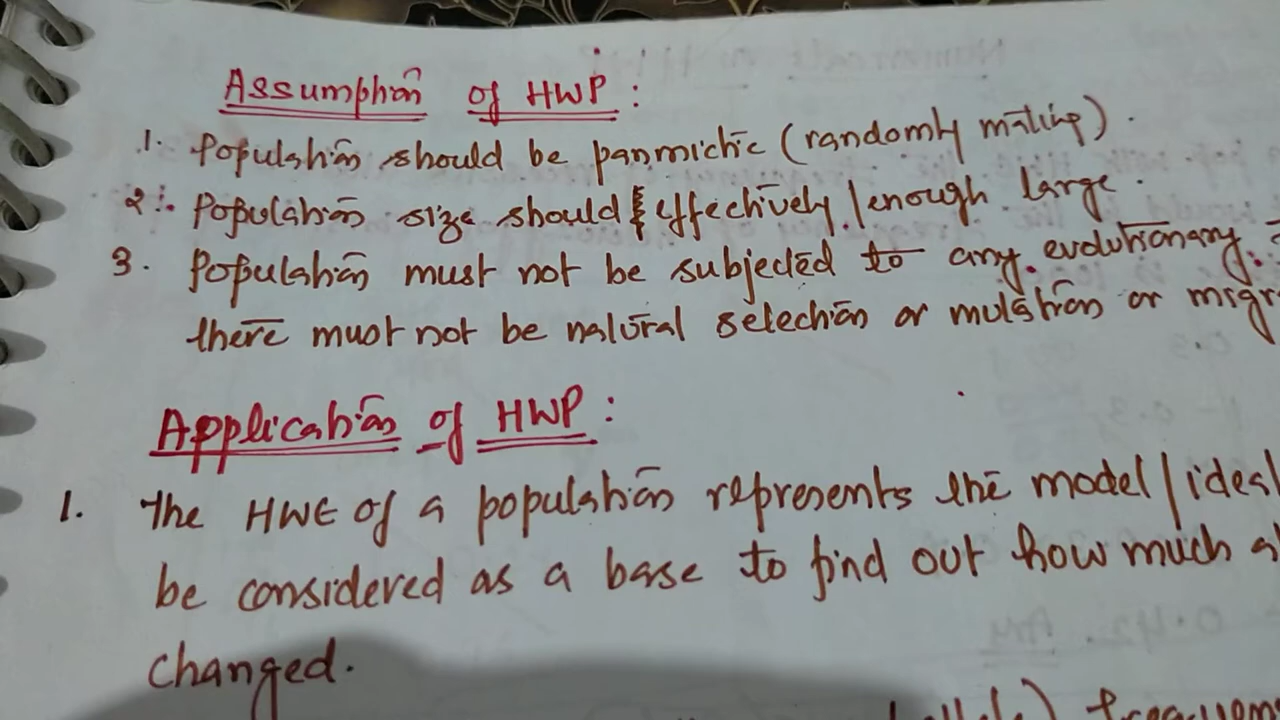 Assumption of HWP :
1. Population should be panmictic (randomly mating) .
2. Population size should effectively / enough large .
3. Population must not be subjected to any evolutionary.
there must not be natural selection or mutation or migr
Application of HWP :
1. The HWE of a population represents the model / ideal
be considered as a base to find out how much al
changed.